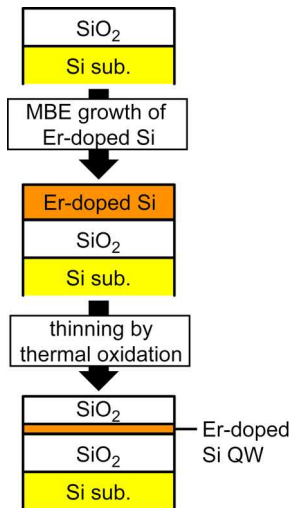 SiO₂
Si sub.
MBE growth of
Er-doped Si
Er-doped Si
SiO₂
Si sub.
thinning by
thermal oxidation
SiO₂
Er-doped
Si QW
SiO₂
Si sub.